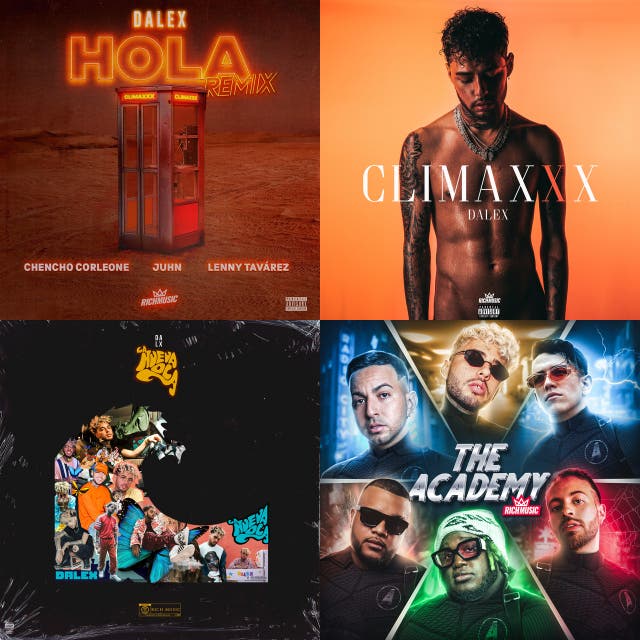 DALEX
HOLA
REMIX
CLIMAXXX CLIMAXXX
CHENCHO CORLEONE JUHN LENNY TAVÁREZ
RICHMUSIC
PARENTAL
ADVISORY
EXPLICIT CONTENT
CLIMAXXX
DALEX
RICHMUSIC
PARENTAL
ADVISORY
EXPLICIT CONTENT
DA
LX
LA
NUEVA
OLA
LA
NUEVA
OLA
DALEX
RICH MUSIC
THE
ACADEMY
RICHMUSIC